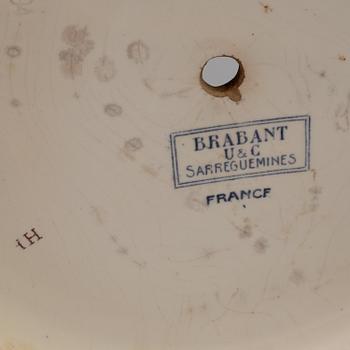 BRABANT
U & C
SARREGUEMINES
FRANCE